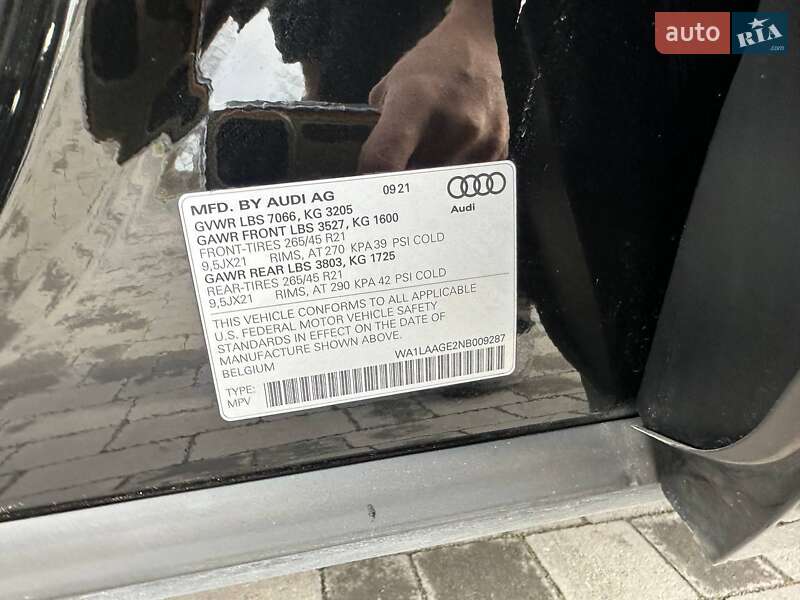 auto RIA .com
MFD. BY AUDI AG 09 21
Audi
GVWR LBS 7066, KG 3205
GAWR FRONT LBS 3527, KG 1600
FRONT-TIRES 265/45 R21
9,5JX21 RIMS, AT 270 KPA 39 PSI COLD
GAWR REAR LBS 3803, KG 1725
REAR-TIRES 265/45 R21
9,5JX21 RIMS, AT 290 KPA 42 PSI COLD
THIS VEHICLE CONFORMS TO ALL APPLICABLE
U.S. FEDERAL MOTOR VEHICLE SAFETY
STANDARDS IN EFFECT ON THE DATE OF
MANUFACTURE SHOWN ABOVE.
BELGIUM WA1LAAGE2NB009287
TYPE:
MPV